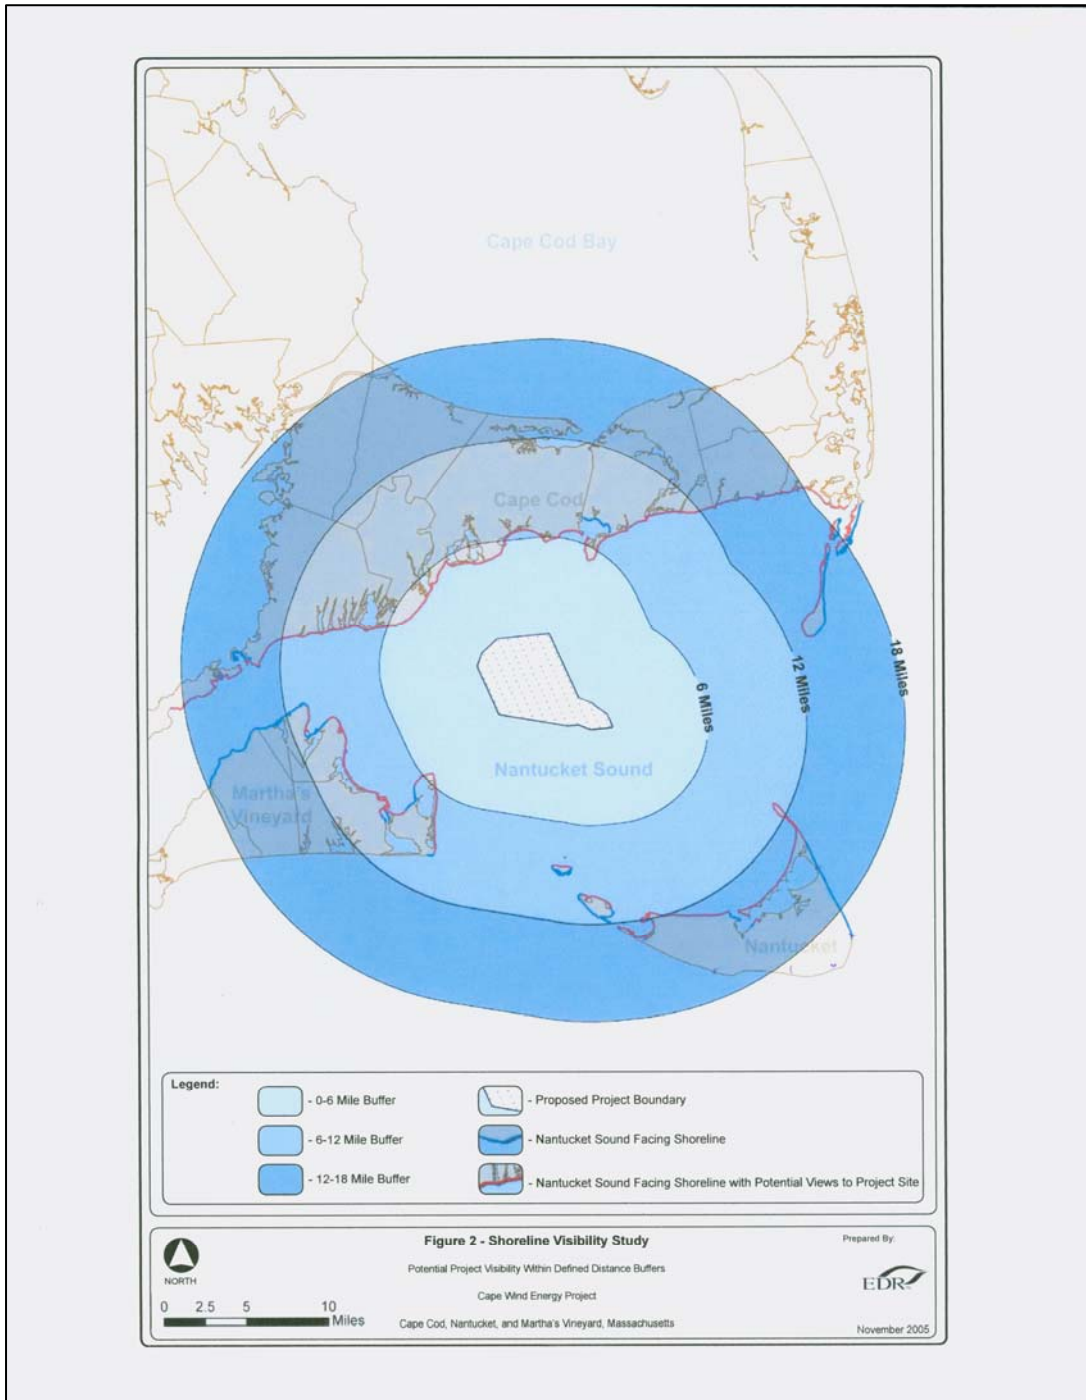 Cape Cod Bay
Cape Cod
18 Miles
12 Miles
6 Miles
Nantucket Sound
Martha's
Vineyard
Nantucket
Legend:
- 0-6 Mile Buffer
- 6-12 Mile Buffer
- 12-18 Mile Buffer
- Proposed Project Boundary
- Nantucket Sound Facing Shoreline
- Nantucket Sound Facing Shoreline with Potential Views to Project Site
NORTH
0 2.5 5 10
Miles
Figure 2 - Shoreline Visibility Study
Potential Project Visibility Within Defined Distance Buffers
Cape Wind Energy Project
Cape Cod, Nantucket, and Martha's Vineyard, Massachusetts
Prepared By:
EDR
November 2005